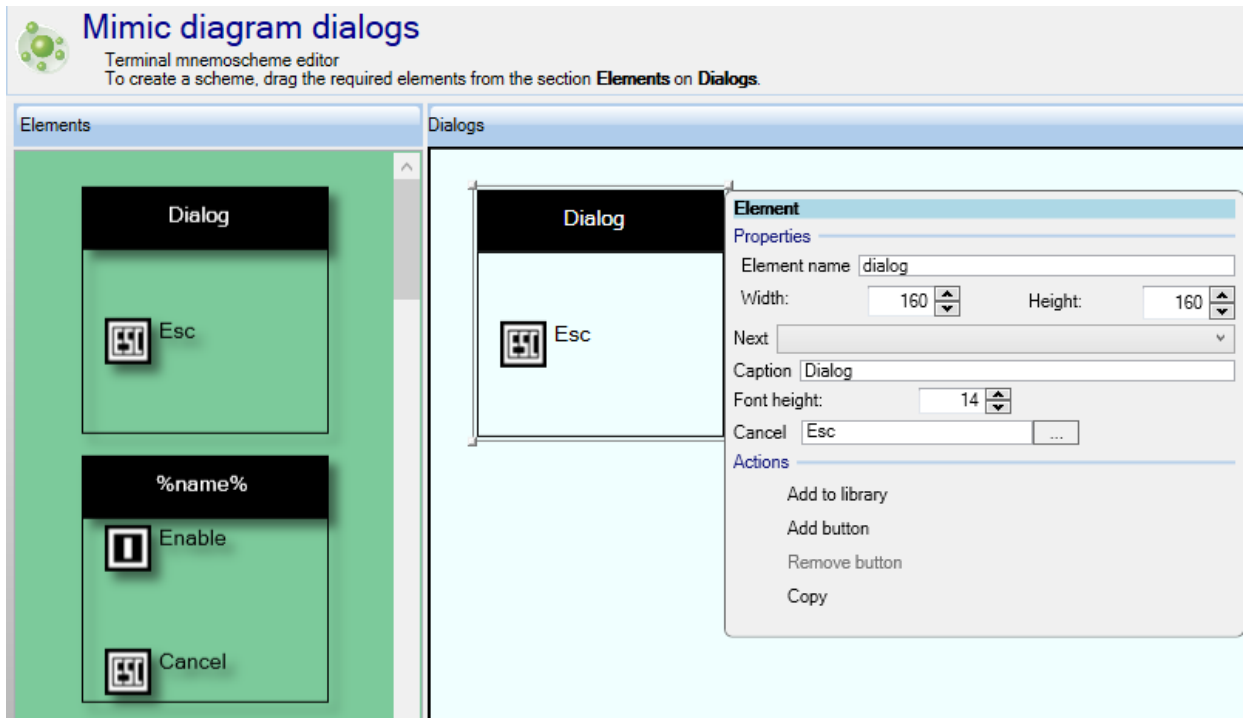 Mimic diagram dialogs
Terminal mnemoscheme editor
To create a scheme, drag the required elements from the section Elements on Dialogs.
Elements
Dialog
Esc
%name%
Enable
Cancel
Dialogs
Dialog
Esc
Element
Properties
Element name dialog
Width: 160 Height: 160
Next
Caption Dialog
Font height: 14
Cancel Esc ...
Actions
Add to library
Add button
Remove button
Copy